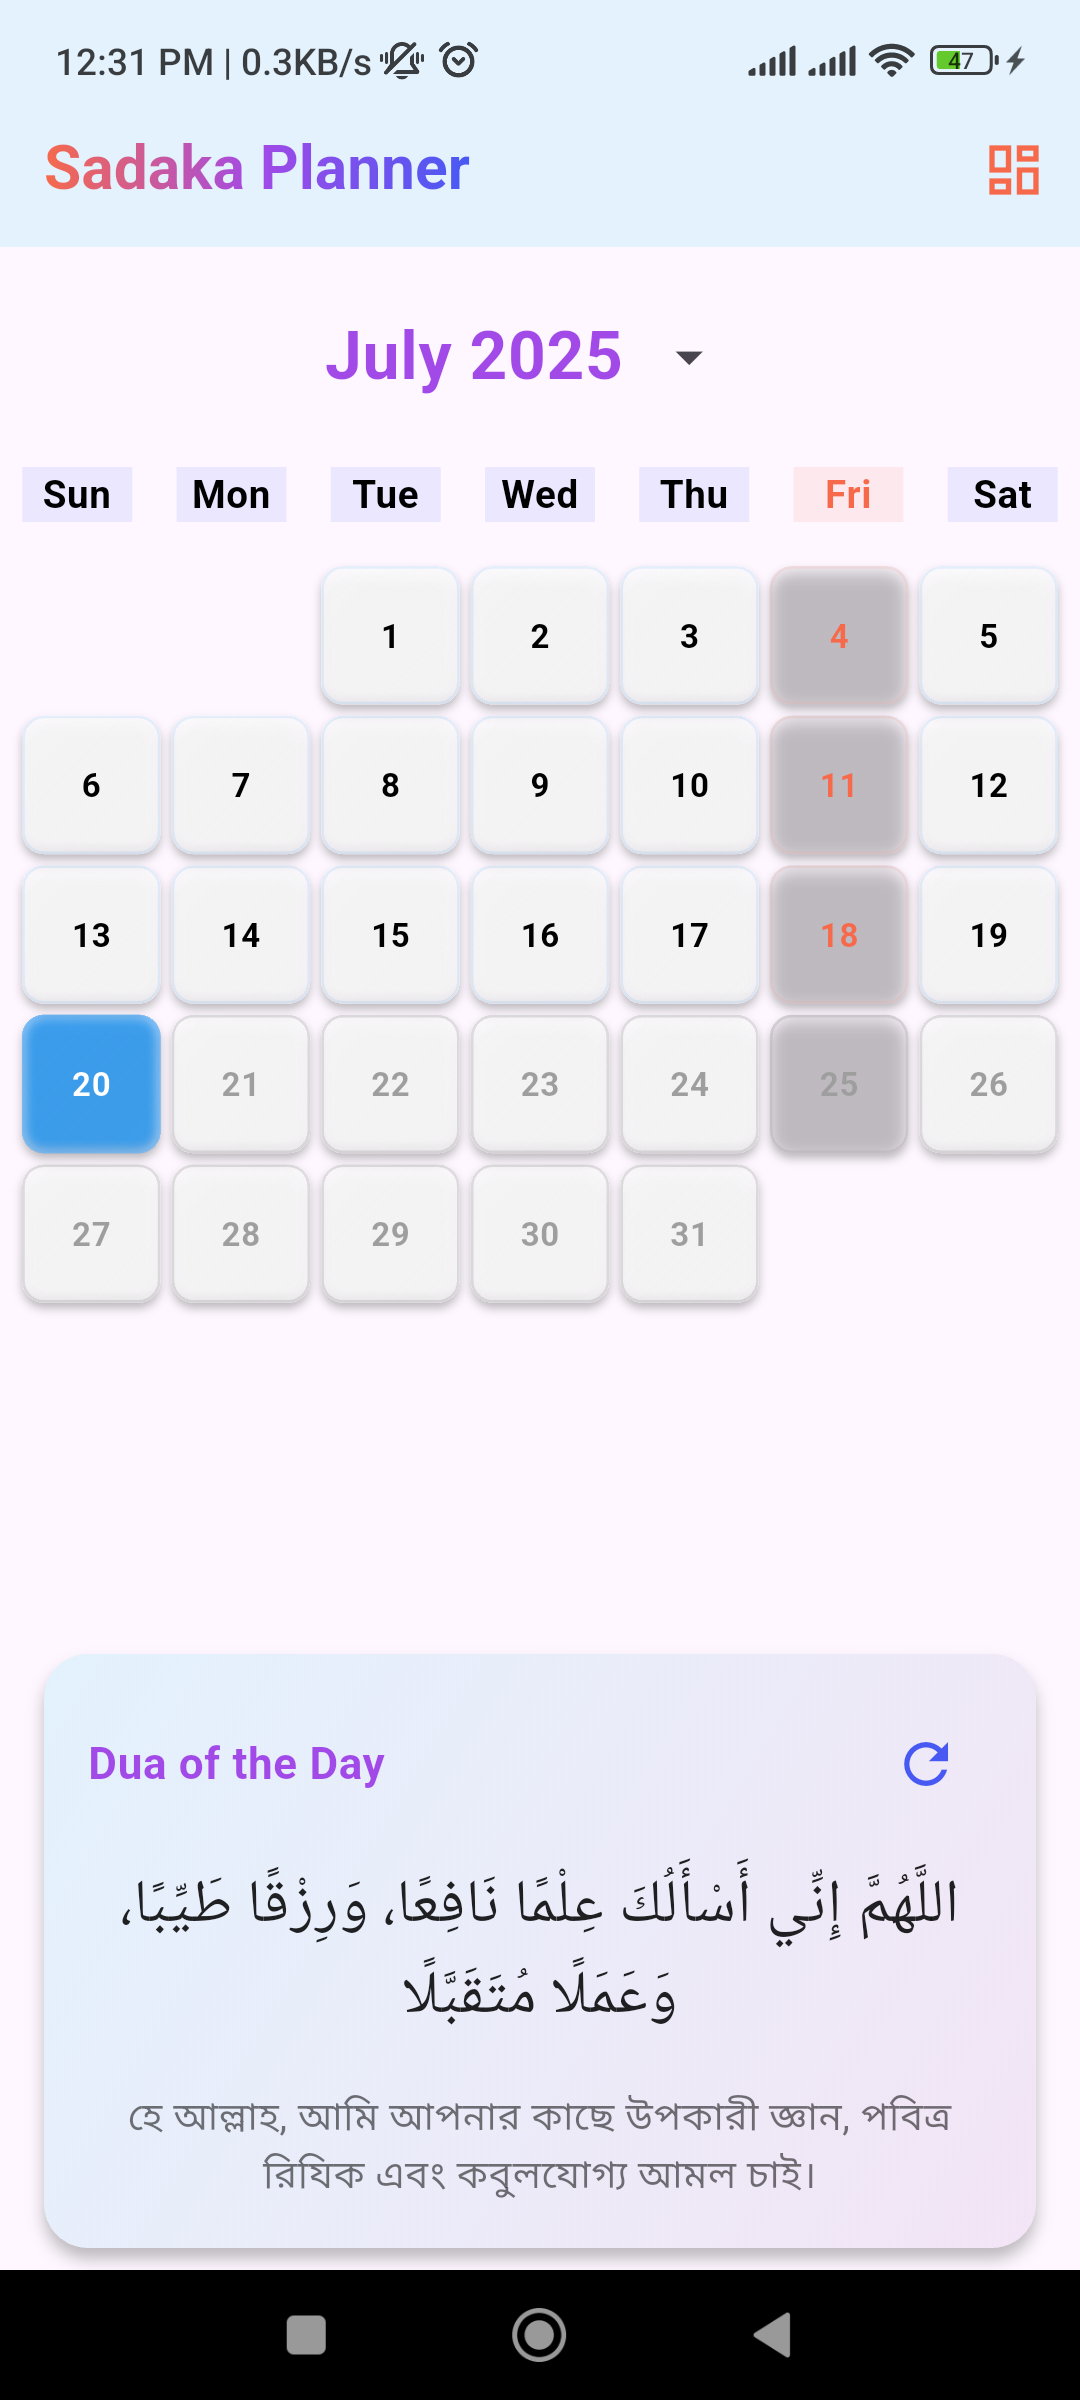 12:31 PM | 0.3KB/s 47
Sadaka Planner
July 2025
Sun Mon Tue Wed Thu Fri Sat
1 2 3 4 5
6 7 8 9 10 11 12
13 14 15 16 17 18 19
20 21 22 23 24 25 26
27 28 29 30 31
Dua of the Day
اللَّهُمَّ إِنِّي أَسْأَلُكَ عِلْمًا نَافِعًا، وَرِزْقًا طَيِّبًا،
وَعَمَلًا مُتَقَبَّلًا
হে আল্লাহ, আমি আপনার কাছে উপকারী জ্ঞান, পবিত্র
রিযিক এবং কবুলযোগ্য আমল চাই।